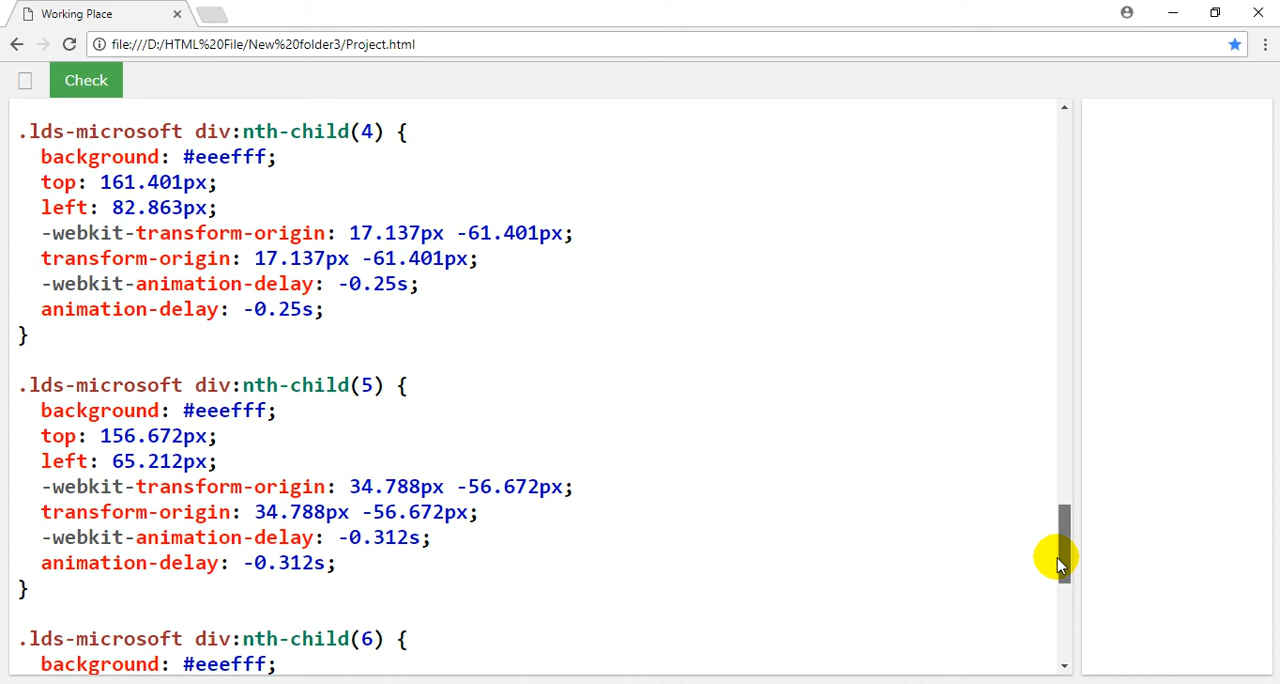 Working Place
file:///D:/HTML%20File/New%20folder3/Project.html
Check
.lds-microsoft div:nth-child(4) {
background: #eeefff;
top: 161.401px;
left: 82.863px;
-webkit-transform-origin: 17.137px -61.401px;
transform-origin: 17.137px -61.401px;
-webkit-animation-delay: -0.25s;
animation-delay: -0.25s;
}
.lds-microsoft div:nth-child(5) {
background: #eeefff;
top: 156.672px;
left: 65.212px;
-webkit-transform-origin: 34.788px -56.672px;
transform-origin: 34.788px -56.672px;
-webkit-animation-delay: -0.312s;
animation-delay: -0.312s;
}
.lds-microsoft div:nth-child(6) {
background: #eeefff;